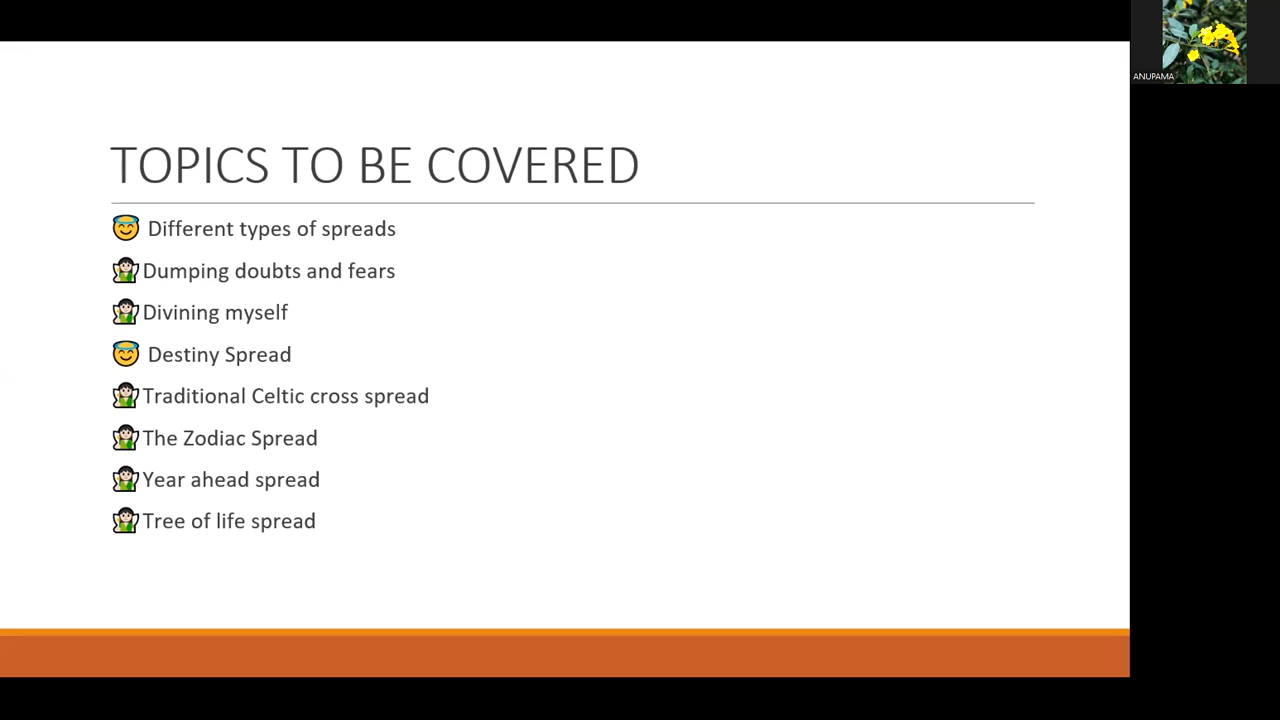 TOPICS TO BE COVERED
😇 Different types of spreads
🧚🏻Dumping doubts and fears
🧚🏻Divining myself
😇 Destiny Spread
🧚🏻Traditional Celtic cross spread
🧚🏻The Zodiac Spread
🧚🏻Year ahead spread
🧚🏻Tree of life spread
ANUPAMA